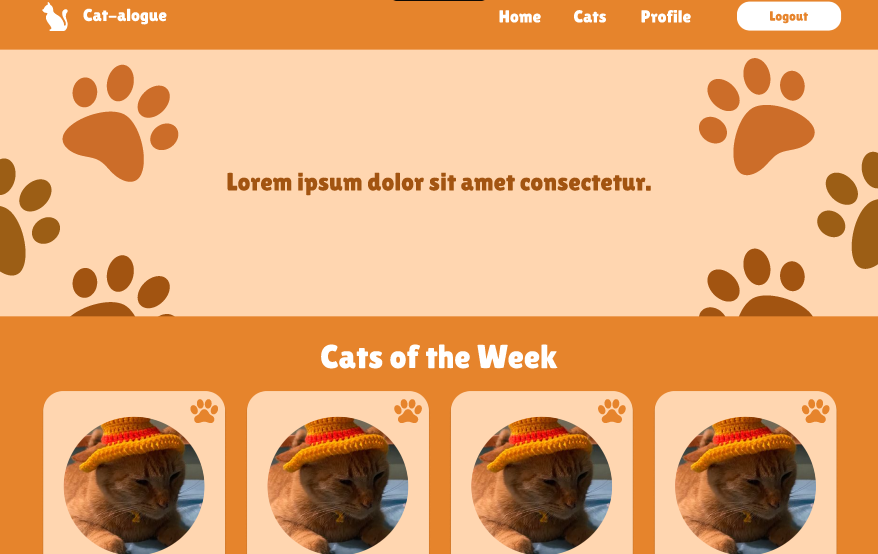 Cat-alogue
Home
Cats
Profile
Logout
Lorem ipsum dolor sit amet consectetur.
Cats of the Week